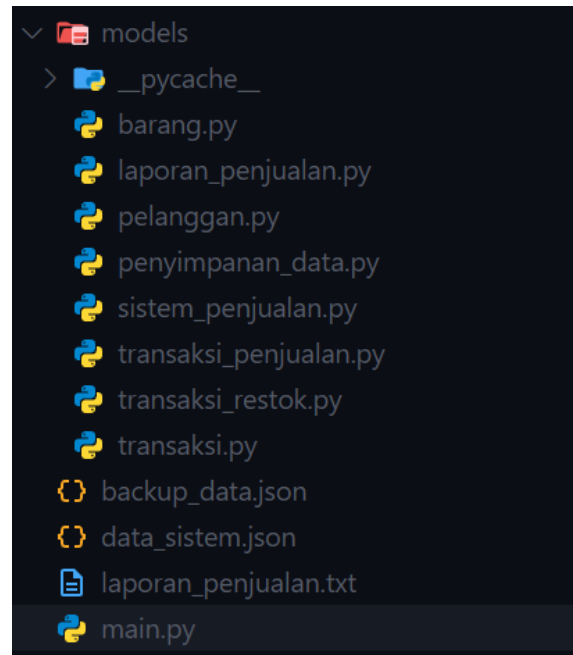 models
__pycache__
barang.py
laporan_penjualan.py
pelanggan.py
penyimpanan_data.py
sistem_penjualan.py
transaksi_penjualan.py
transaksi_restok.py
transaksi.py
backup_data.json
data_sistem.json
laporan_penjualan.txt
main.py